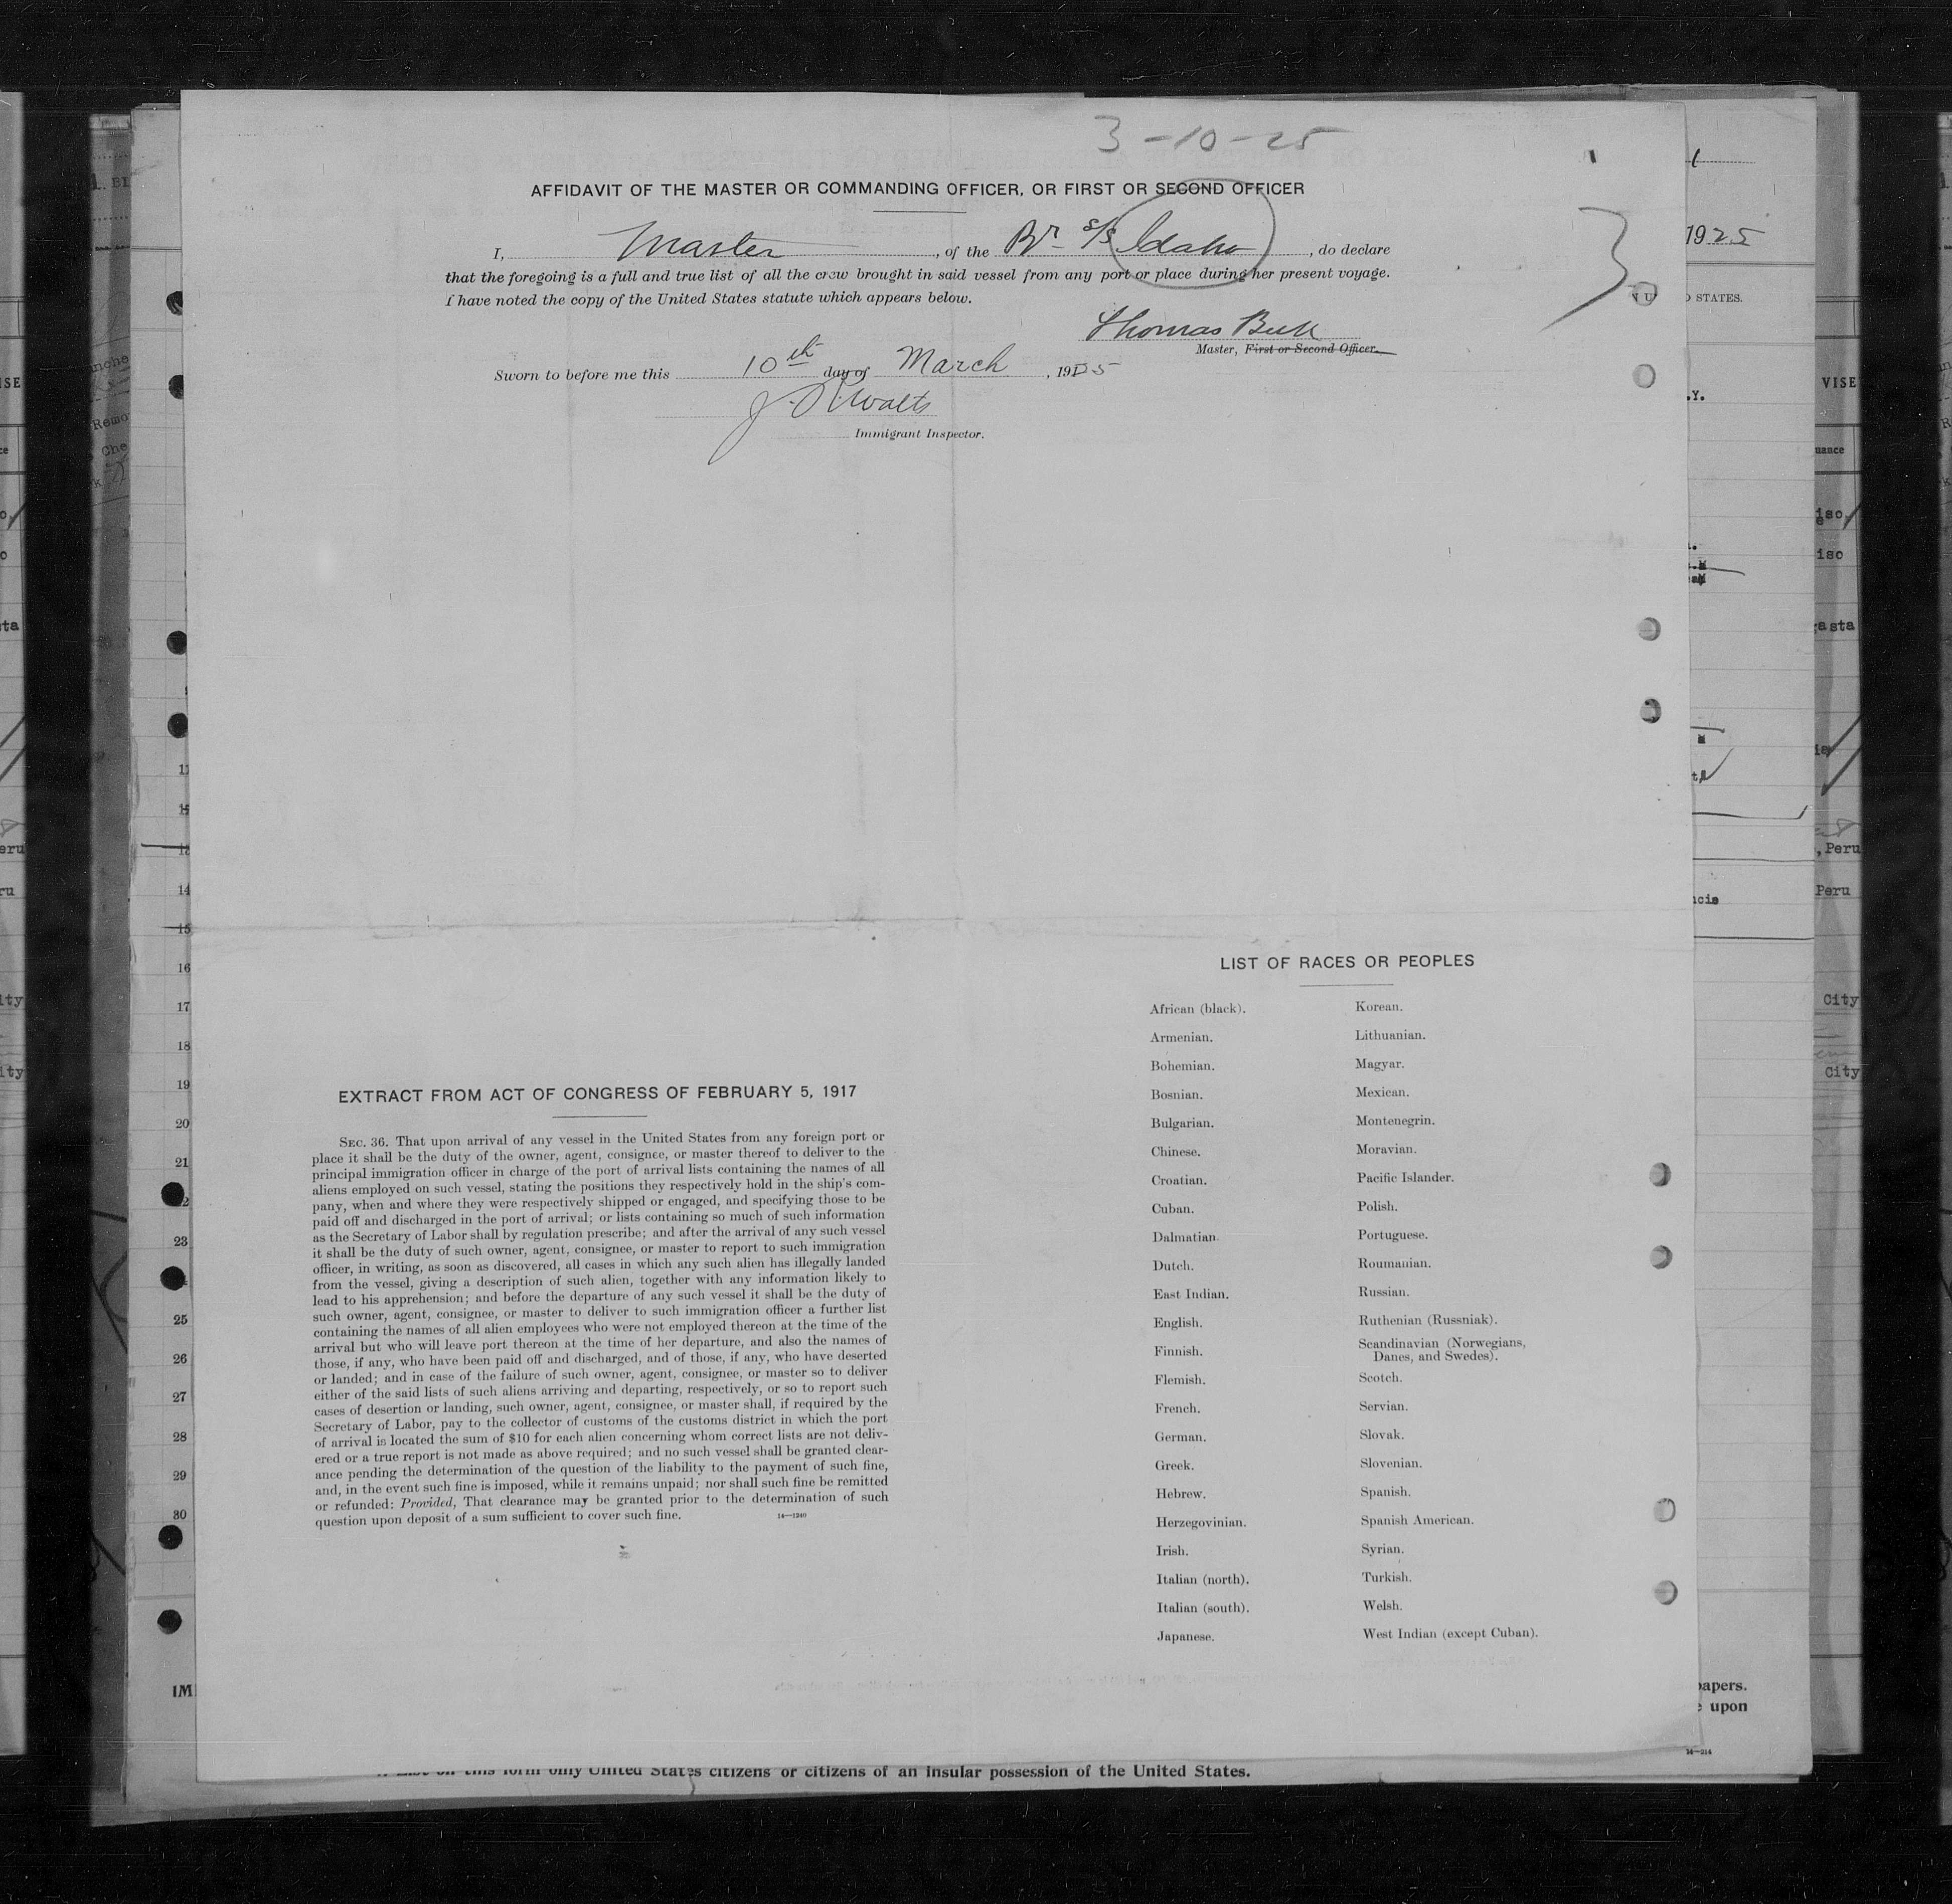 3-10-25
AFFIDAVIT OF THE MASTER OR COMMANDING OFFICER, OR FIRST OR SECOND OFFICER
I, Master, of the Br. S/S Idaho, do declare
that the foregoing is a full and true list of all the crew brought in said vessel from any port or place during her present voyage.
I have noted the copy of the United States statute which appears below.
Thomas
Master, First or Second Officer.
Sworn to before me this 10th day of March, 1925
Immigrant Inspector.
LIST OF RACES OR PEOPLES
African (black).
Armenian.
Bohemian.
Bosnian.
Bulgarian.
Chinese.
Croatian.
Cuban.
Dalmatian.
Dutch.
East Indian.
English.
Finnish.
Flemish.
French.
German.
Greek.
Hebrew.
Herzegovinian.
Irish.
Italian (north).
Italian (south).
Japanese.
Korean.
Lithuanian.
Magyar.
Mexican.
Montenegrin.
Moravian.
Pacific Islander.
Polish.
Portuguese.
Roumanian.
Russian.
Ruthenian (Russniak).
Scandinavian (Norwegians,
Danes, and Swedes).
Scotch.
Servian.
Slovak.
Slovenian.
Spanish.
Spanish American.
Syrian.
Turkish.
Welsh.
West Indian (except Cuban).
EXTRACT FROM ACT OF CONGRESS OF FEBRUARY 5, 1917
SEC. 36. That upon arrival of any vessel in the United States from any foreign port or
place it shall be the duty of the owner, agent, consignee, or master thereof to deliver to the
principal immigration officer in charge of the port of arrival lists containing the names of all
aliens employed on such vessel, stating the positions they respectively hold in the ship's com-
pany, when and where they were respectively shipped or engaged, and specifying those to be
paid off and discharged in the port of arrival; or lists containing so much of such information
as the Secretary of Labor shall by regulation prescribe; and after the arrival of any such vessel
it shall be the duty of such owner, agent, consignee, or master to report to such immigration
officer, in writing, as soon as discovered, all cases in which any such alien has illegally landed
from the vessel, giving a description of such alien, together with any information likely to
lead to his apprehension; and before the departure of any such vessel it shall be the duty of
such owner, agent, consignee, or master to deliver to such immigration officer a further list
containing the names of all alien employees who were not employed thereon at the time of the
arrival but who will leave port thereon at the time of her departure, and also the names of
those, if any, who have been paid off and discharged, and of those, if any, who have deserted
or landed; and in case of the failure of such owner, agent, consignee, or master so to deliver
either of the said lists of such aliens arriving and departing, respectively, or so to report such
cases of desertion or landing, such owner, agent, consignee, or master shall, if required by the
Secretary of Labor, pay to the collector of customs of the customs district in which the port
of arrival is located the sum of $10 for each alien concerning whom correct lists are not deliv-
ered or a true report is not made as above required; and no such vessel shall be granted clear-
ance pending the determination of the question of the liability to the payment of such fine,
and, in the event such fine is imposed, while it remains unpaid; nor shall such fine be remitted
or refunded: Provided, That clearance may be granted prior to the determination of such
question upon deposit of a sum sufficient to cover such fine.
14—1240
1925
STATES.
VISE
Peru
Peru
City
City
14
15
16
17
18
19
20
21
23
25
26
27
28
29
30
papers.
upon
on this form only United States citizens or citizens of an insular possession of the United States.